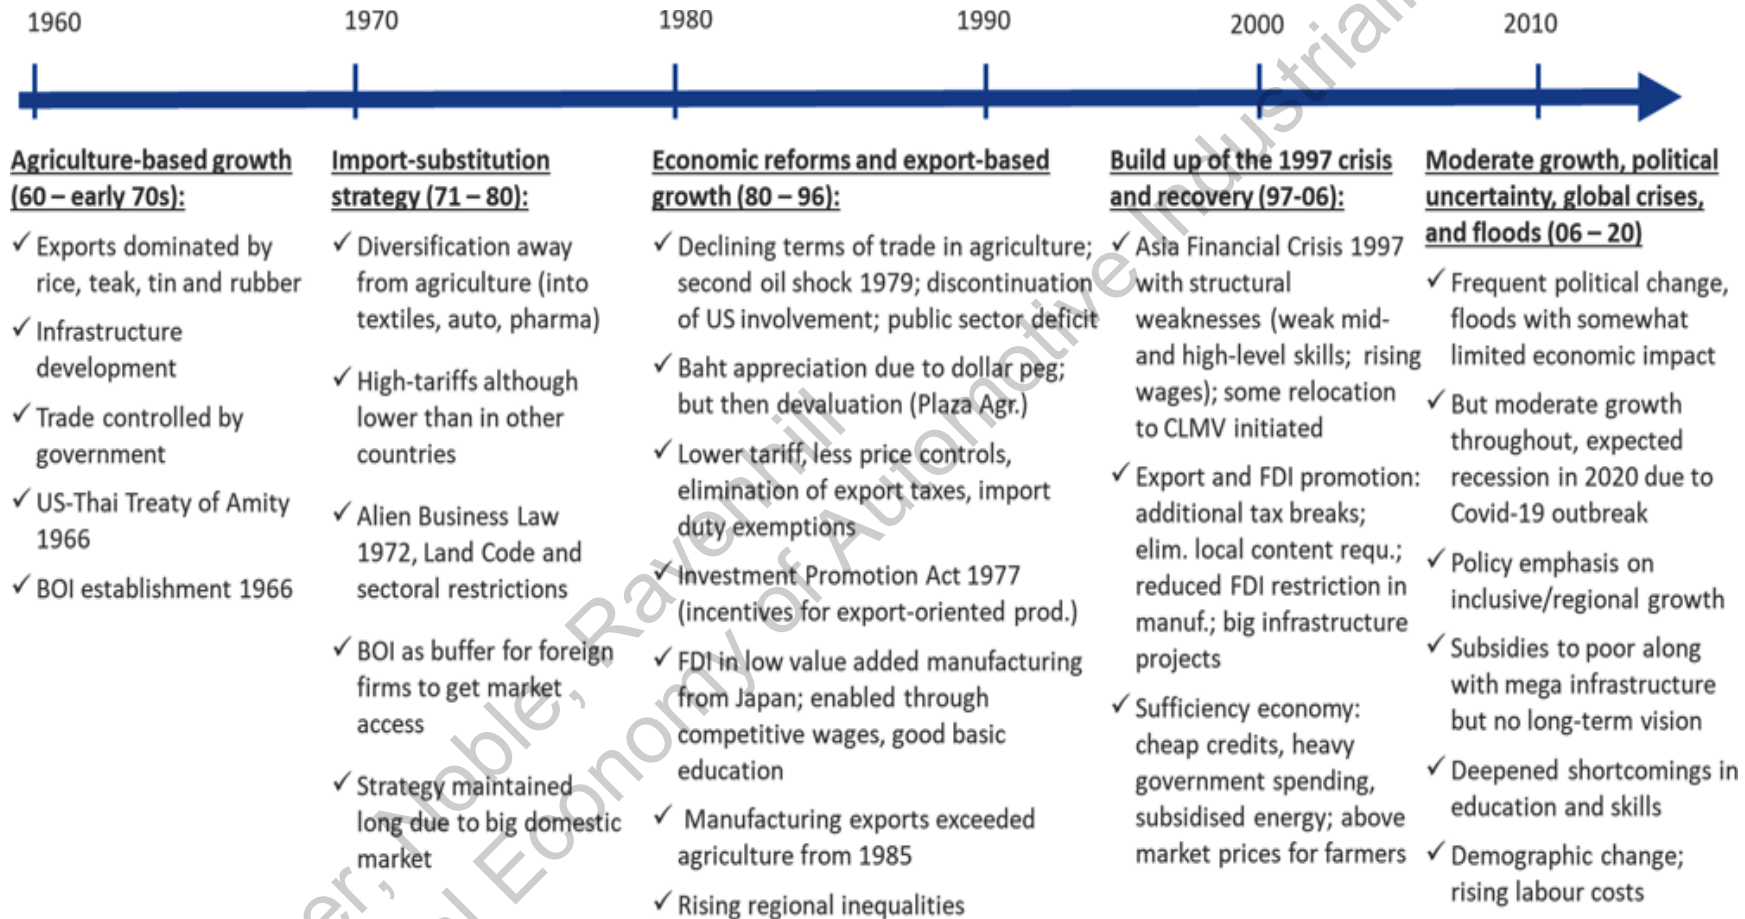 1960
1970
1980
1990
2000
2010
Agriculture-based growth
(60 – early 70s):
✓ Exports dominated by
rice, teak, tin and rubber
✓ Infrastructure
development
✓ Trade controlled by
government
✓ US-Thai Treaty of Amity
1966
✓ BOI establishment 1966
Import-substitution
strategy (71 – 80):
✓ Diversification away
from agriculture (into
textiles, auto, pharma)
✓ High-tariffs although
lower than in other
countries
✓ Alien Business Law
1972, Land Code and
sectoral restrictions
✓ BOI as buffer for foreign
firms to get market
access
✓ Strategy maintained
long due to big domestic
market
Economic reforms and export-based
growth (80 – 96):
✓ Declining terms of trade in agriculture;
second oil shock 1979; discontinuation
of US involvement; public sector deficit
✓ Baht appreciation due to dollar peg;
but then devaluation (Plaza Agr.)
✓ Lower tariff, less price controls,
elimination of export taxes, import
duty exemptions
✓ Investment Promotion Act 1977
(incentives for export-oriented prod.)
✓ FDI in low value added manufacturing
from Japan; enabled through
competitive wages, good basic
education
✓ Manufacturing exports exceeded
agriculture from 1985
✓ Rising regional inequalities
Build up of the 1997 crisis
and recovery (97-06):
✓ Asia Financial Crisis 1997
with structural
weaknesses (weak mid-
and high-level skills; rising
wages); some relocation
to CLMV initiated
✓ Export and FDI promotion:
additional tax breaks;
elim. local content requ.;
reduced FDI restriction in
manuf.; big infrastructure
projects
✓ Sufficiency economy:
cheap credits, heavy
government spending,
subsidised energy; above
market prices for farmers
Moderate growth, political
uncertainty, global crises,
and floods (06 – 20)
✓ Frequent political change,
floods with somewhat
limited economic impact
✓ But moderate growth
throughout, expected
recession in 2020 due to
Covid-19 outbreak
✓ Policy emphasis on
inclusive/regional growth
✓ Subsidies to poor along
with mega infrastructure
but no long-term vision
✓ Deepened shortcomings in
education and skills
✓ Demographic change;
rising labour costs
Noble, Ravenhill
Economy of Automotive Industrial